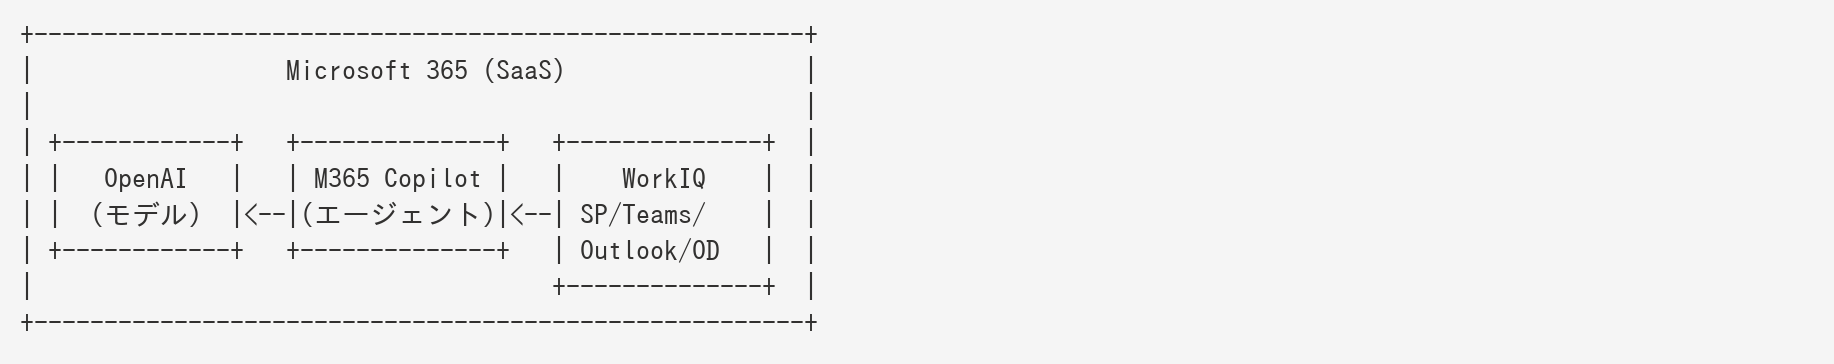 +-------------------------------------------------------+
|                  Microsoft 365 (SaaS)                 |
|                                                       |
| +------------+   +--------------+   +--------------+  |
| |   OpenAI   |   | M365 Copilot |   |    WorkIQ    |  |
| |  (モデル)  |<--|(エージェント)|<--| SP/Teams/    |  |
| +------------+   +--------------+   | Outlook/OD   |  |
|                                     +--------------+  |
+-------------------------------------------------------+